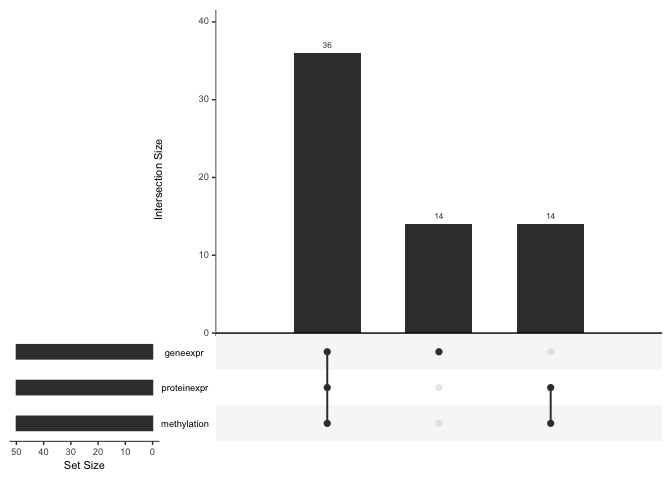 40
36
30
Intersection Size
20
14
14
10
0
geneexpr
proteinexpr
methylation
50 40 30 20 10 0
Set Size